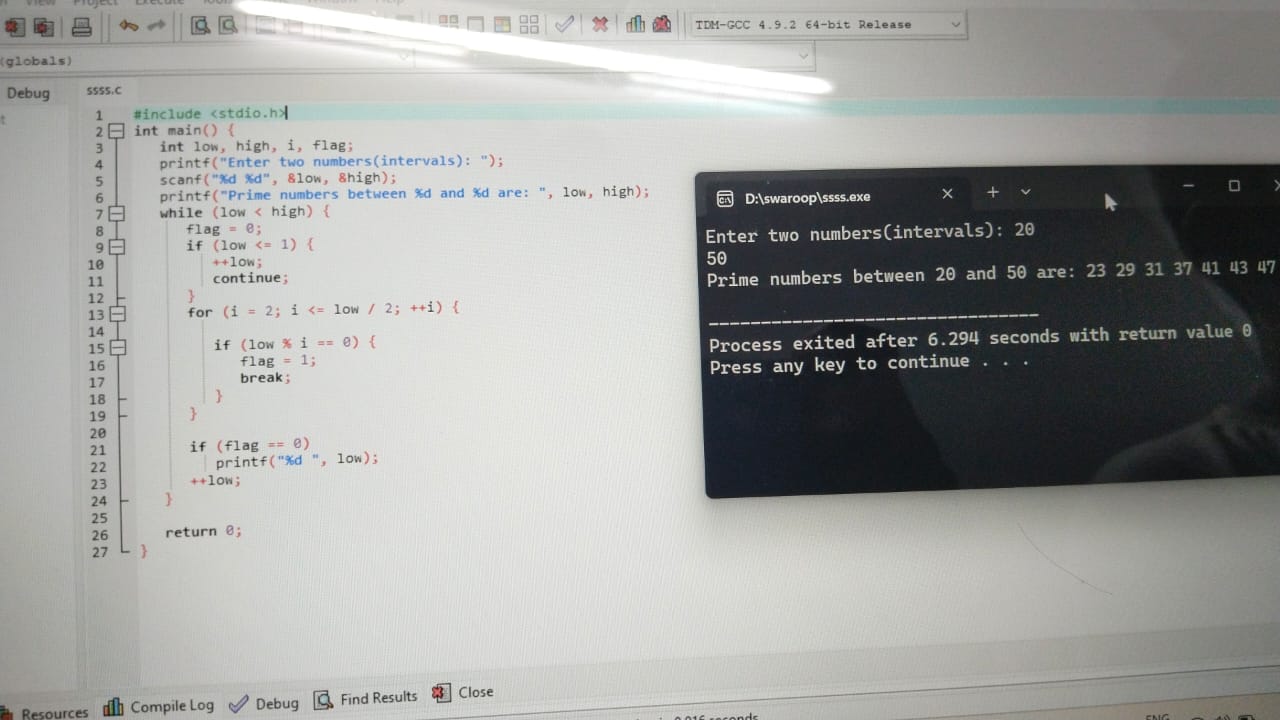 View Project Execute
TDM-GCC 4.9.2 64-bit Release
(globals)
Debug
ssss.c
1 #include <stdio.h>
2 int main() {
3 int low, high, i, flag;
4 printf("Enter two numbers(intervals): ");
5 scanf("%d %d", &low, &high);
6 printf("Prime numbers between %d and %d are: ", low, high);
7 while (low < high) {
8 flag = 0;
9 if (low <= 1) {
10 ++low;
11 continue;
12 }
13 for (i = 2; i <= low / 2; ++i) {
14
15 if (low % i == 0) {
16 flag = 1;
17 break;
18 }
19 }
20
21 if (flag == 0)
22 printf("%d ", low);
23 ++low;
24 }
25
26 return 0;
27 }
D:\swaroop\ssss.exe
Enter two numbers(intervals): 20
50
Prime numbers between 20 and 50 are: 23 29 31 37 41 43 47
--------------------------------
Process exited after 6.294 seconds with return value 0
Press any key to continue . . .
Resources Compile Log Debug Find Results Close
seconds
ENG